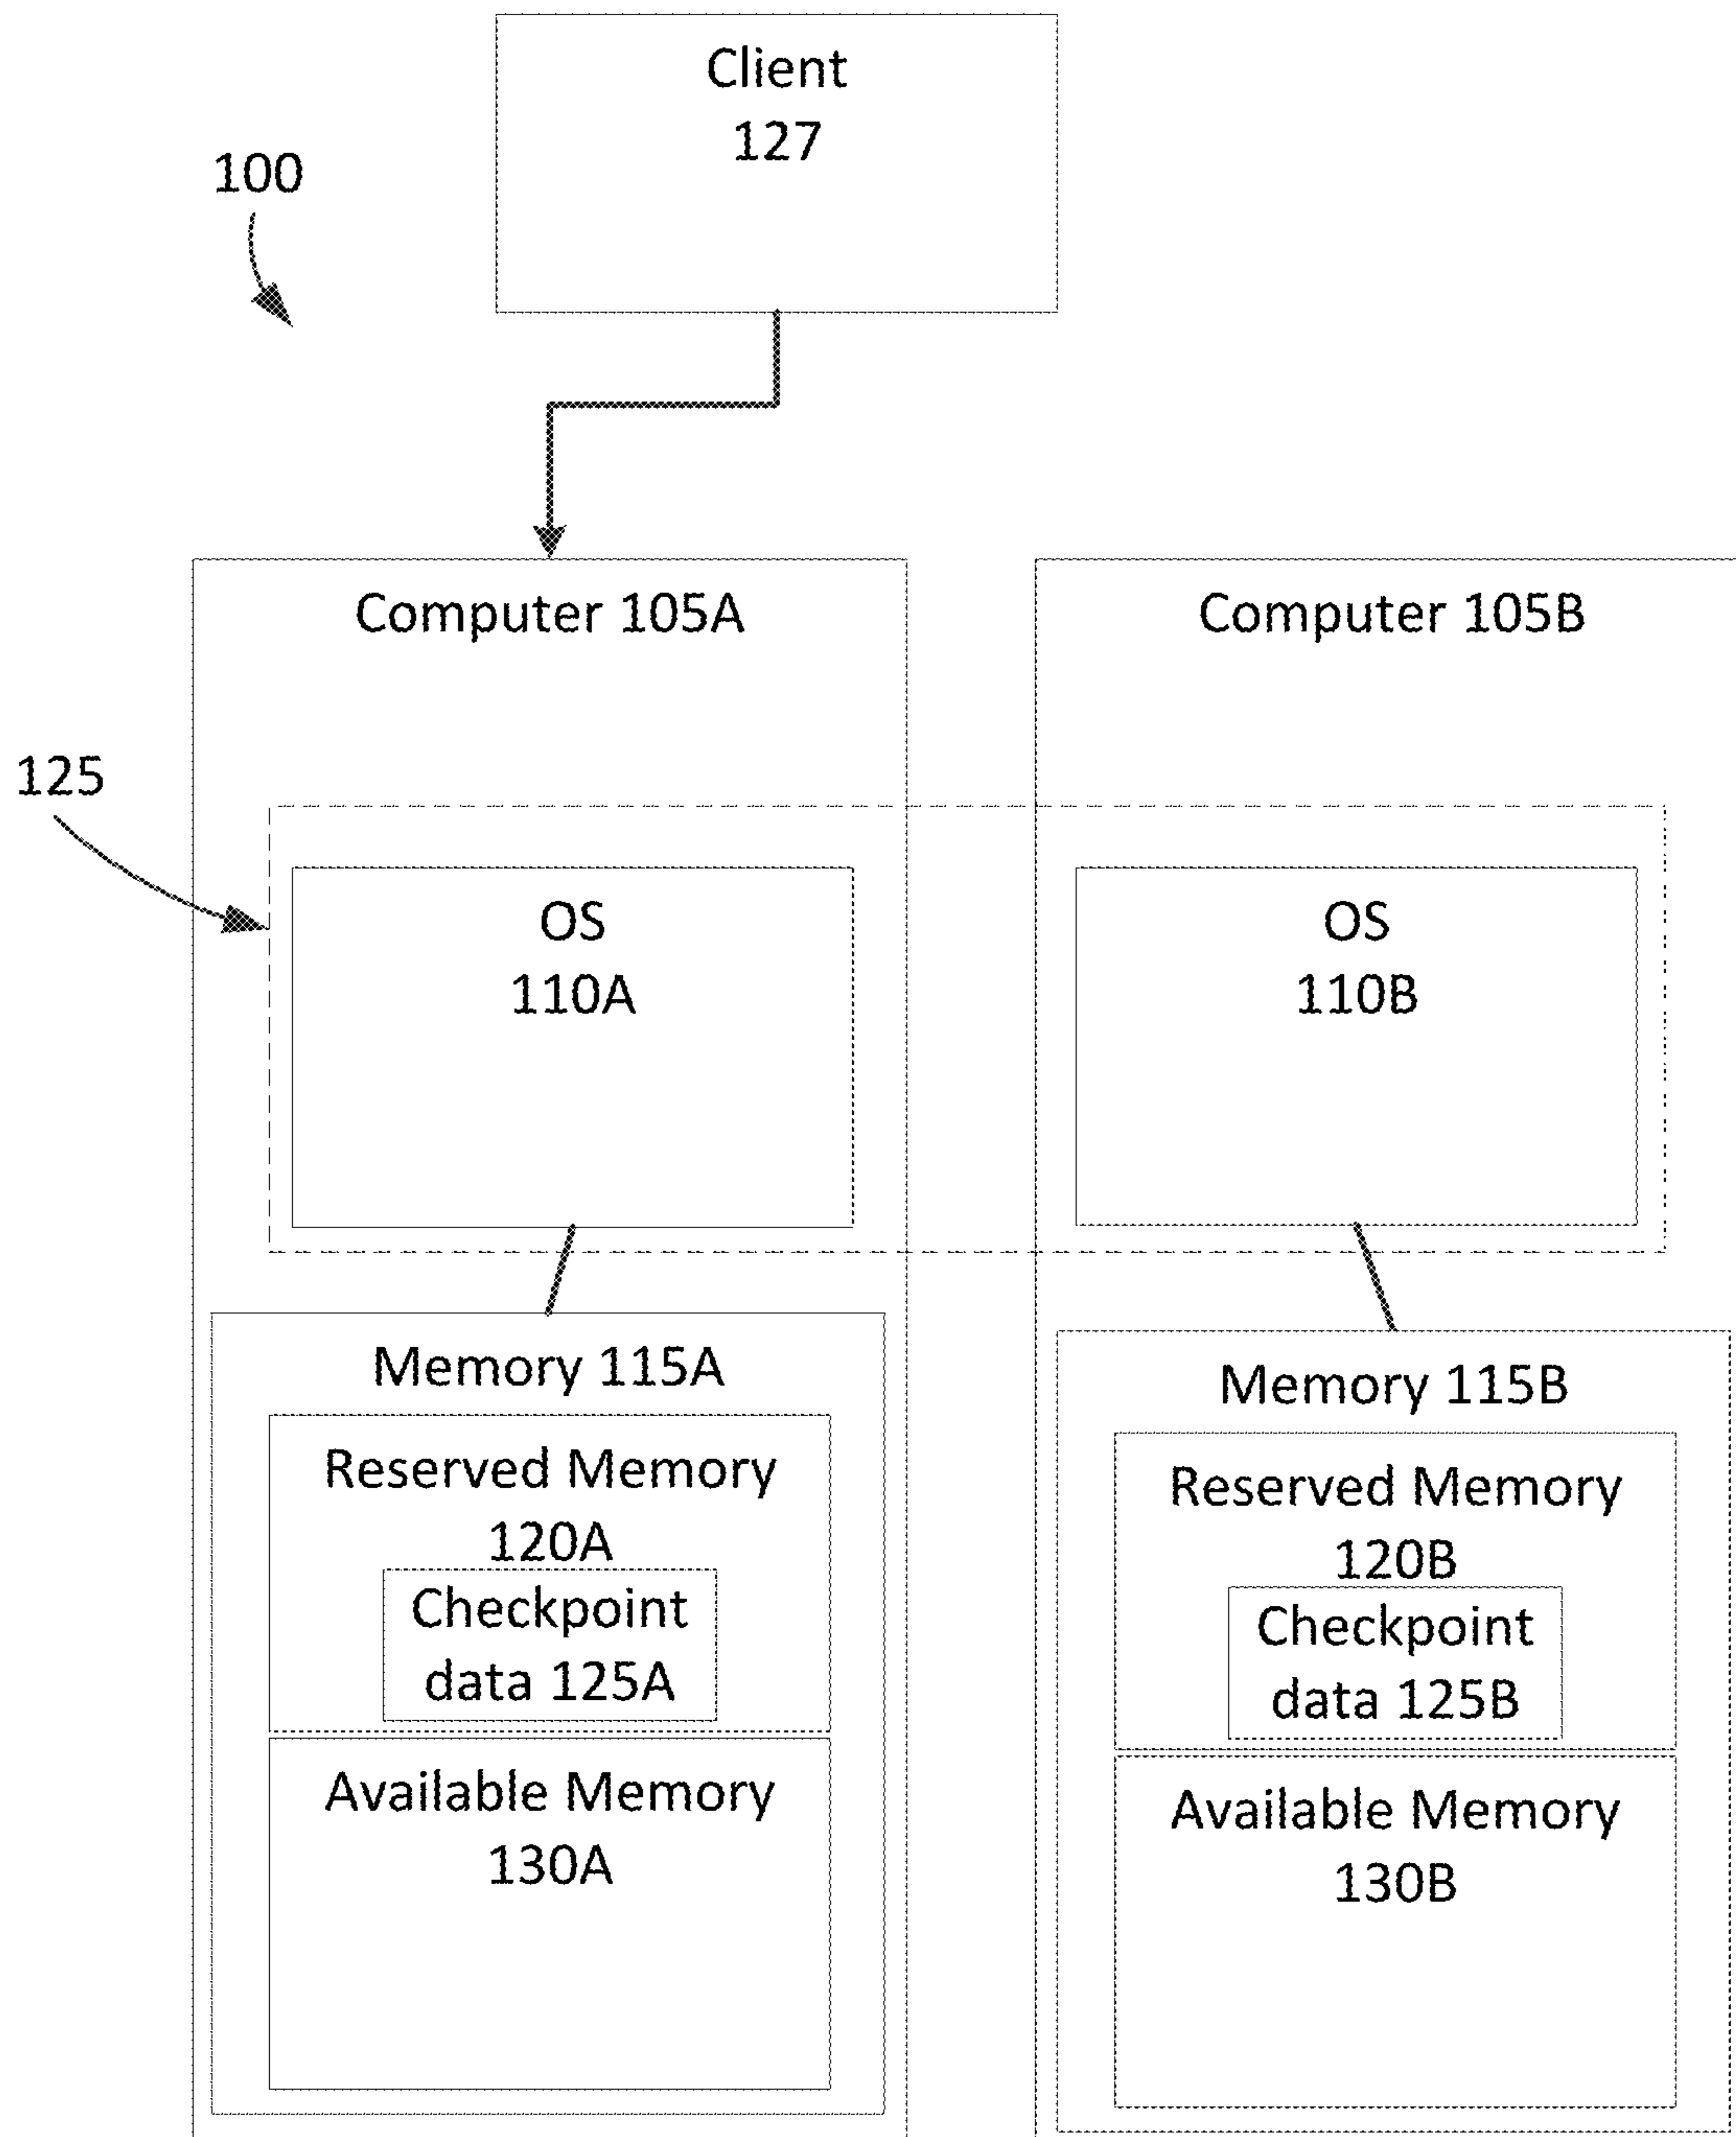 Client
127
100
Computer 105A
Computer 105B
125
OS
110A
OS
110B
Memory 115A
Reserved Memory
120A
Checkpoint
data 125A
Available Memory
130A
Memory 115B
Reserved Memory
120B
Checkpoint
data 125B
Available Memory
130B